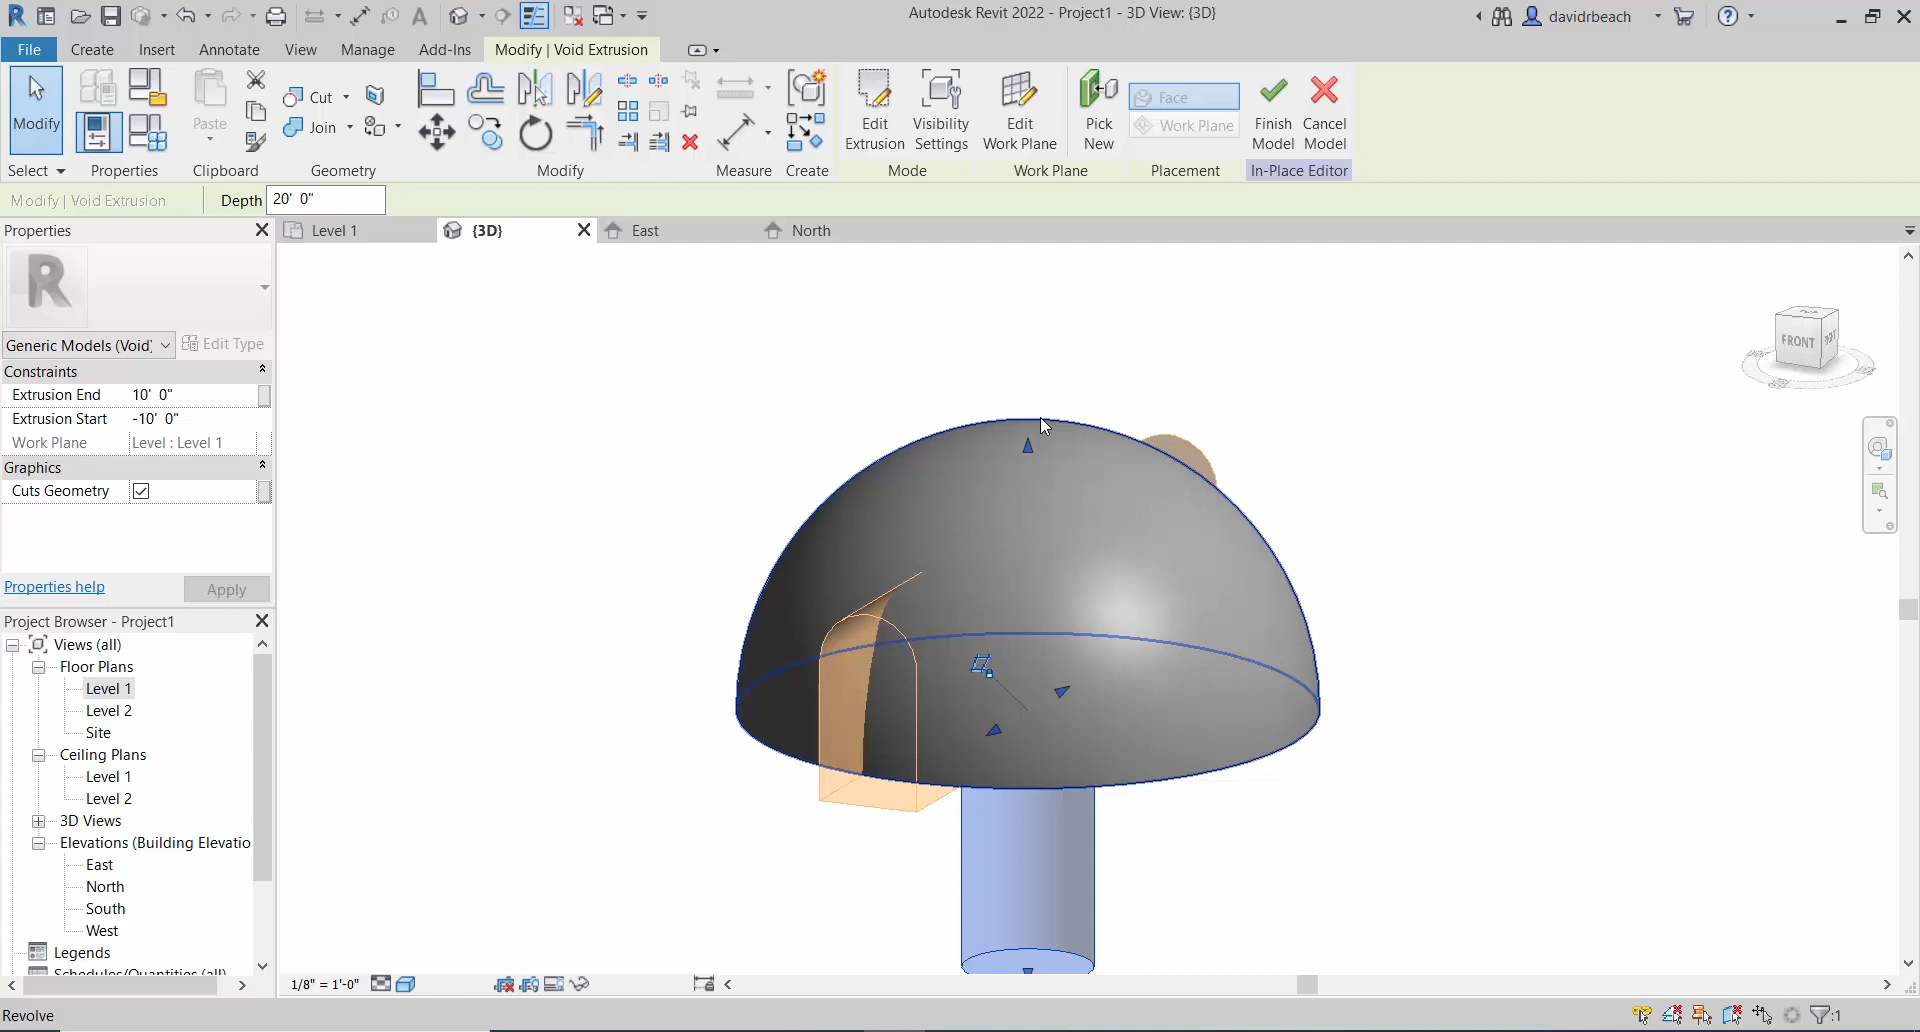 Autodesk Revit 2022 - Project1 - 3D View: {3D}
davidrbeach
File
Create
Insert
Annotate
View
Manage
Add-Ins
Modify | Void Extrusion
Modify
Paste
Cut
Join
Edit
Extrusion
Visibility
Settings
Edit
Work Plane
Pick
New
Face
Work Plane
Finish
Model
Cancel
Model
Select
Properties
Clipboard
Geometry
Modify
Measure
Create
Mode
Work Plane
Placement
In-Place Editor
Modify | Void Extrusion
Depth
20' 0"
Properties
Level 1
{3D}
East
North
R
Generic Models (Void)
Edit Type
Constraints
Extrusion End 10' 0"
Extrusion Start -10' 0"
Work Plane Level : Level 1
Graphics
Cuts Geometry
Properties help
Apply
Project Browser - Project1
Views (all)
Floor Plans
Level 1
Level 2
Site
Ceiling Plans
Level 1
Level 2
3D Views
Elevations (Building Elevatio
East
North
South
West
Legends
Schedules/Quantities (all)
FRONT
1/8" = 1'-0"
Revolve
:1